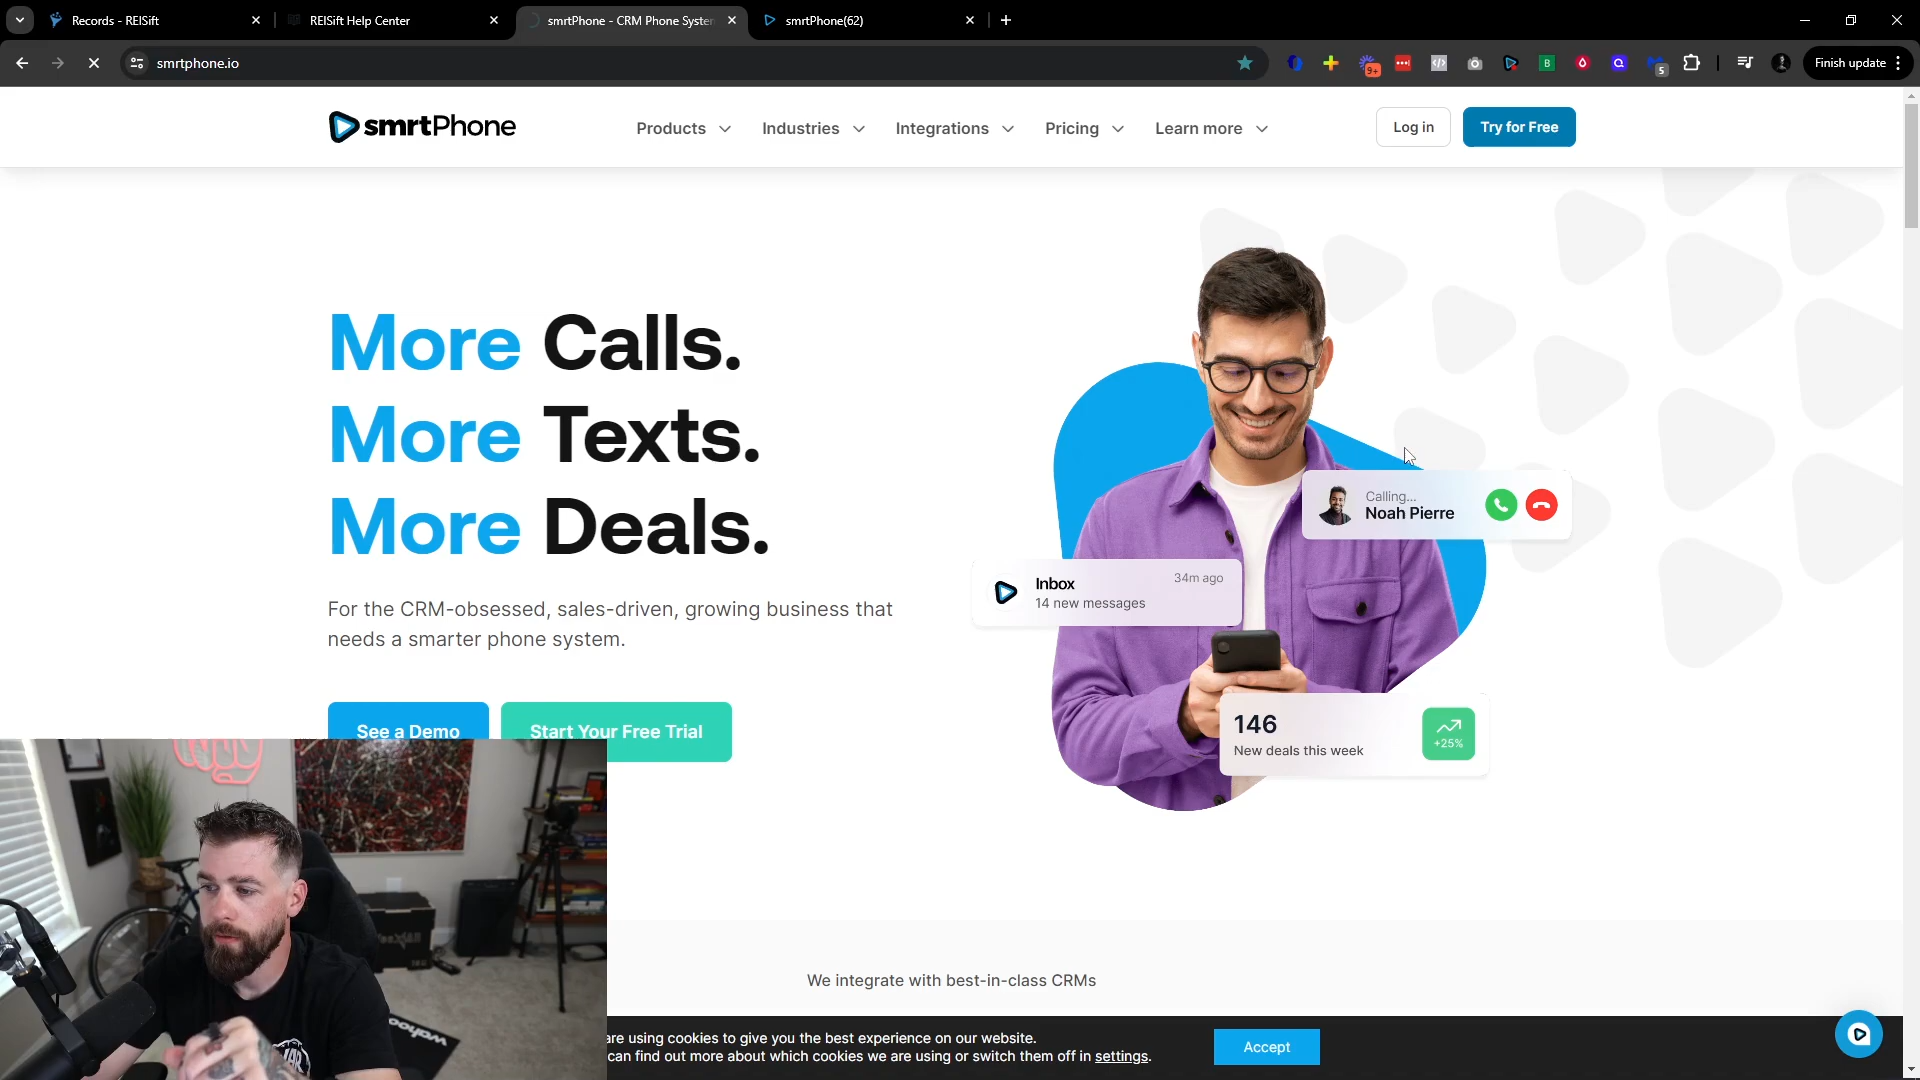 Records - REISift
REISift Help Center
smrtPhone - CRM Phone System
smrtPhone(62)
smrtphone.io
9+
B
5
Finish update
smrtPhone
Products
Industries
Integrations
Pricing
Learn more
Log in
Try for Free
More Calls.
More Texts.
More Deals.
For the CRM-obsessed, sales-driven, growing business that
needs a smarter phone system.
See a Demo
Start Your Free Trial
Calling...
Noah Pierre
Inbox
34m ago
14 new messages
146
New deals this week
+25%
We integrate with best-in-class CRMs
are using cookies to give you the best experience on our website.
can find out more about which cookies we are using or switch them off in settings.
Accept
wahoo